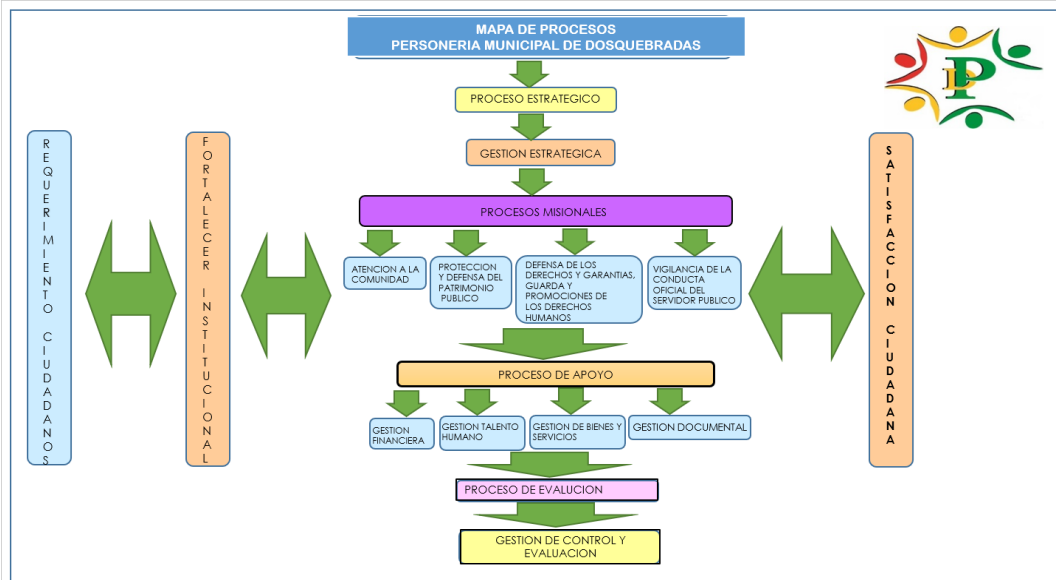 MAPA DE PROCESOS
PERSONERIA MUNICIPAL DE DOSQUEBRADAS
DP
PROCESO ESTRATEGICO
GESTION ESTRATEGICA
REQUERIMIENTO CIUDADANOS
FORTALECER INSTITUCIONAL
PROCESOS MISIONALES
ATENCION A LA
COMUNIDAD
PROTECCION
Y DEFENSA DEL
PATRIMONIO
PUBLICO
DEFENSA DE LOS
DERECHOS Y GARANTIAS,
GUARDA Y
PROMOCIONES DE
LOS DERECHOS
HUMANOS
VIGILANCIA DE LA
CONDUCTA
OFICIAL DEL
SERVIDOR PUBLICO
SATISFACCION CIUDADANA
PROCESO DE APOYO
GESTION
FINANCIERA
GESTION TALENTO
HUMANO
GESTION DE BIENES Y
SERVICIOS
GESTION DOCUMENTAL
PROCESO DE EVALUCION
GESTION DE CONTROL Y
EVALUACION